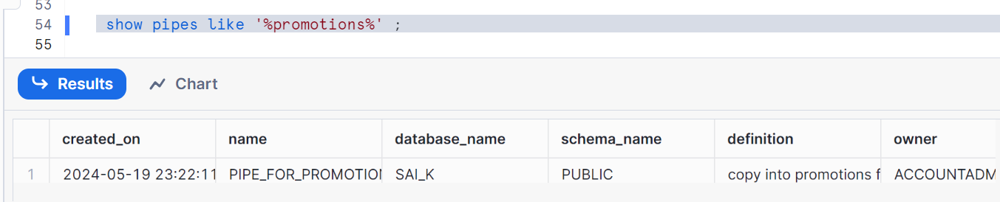 53
54 show pipes like '%promotions%' ;
55
Results Chart
created_on name database_name schema_name definition owner
1 2024-05-19 23:22:11 PIPE_FOR_PROMOTION SAI_K PUBLIC copy into promotions f ACCOUNTADM